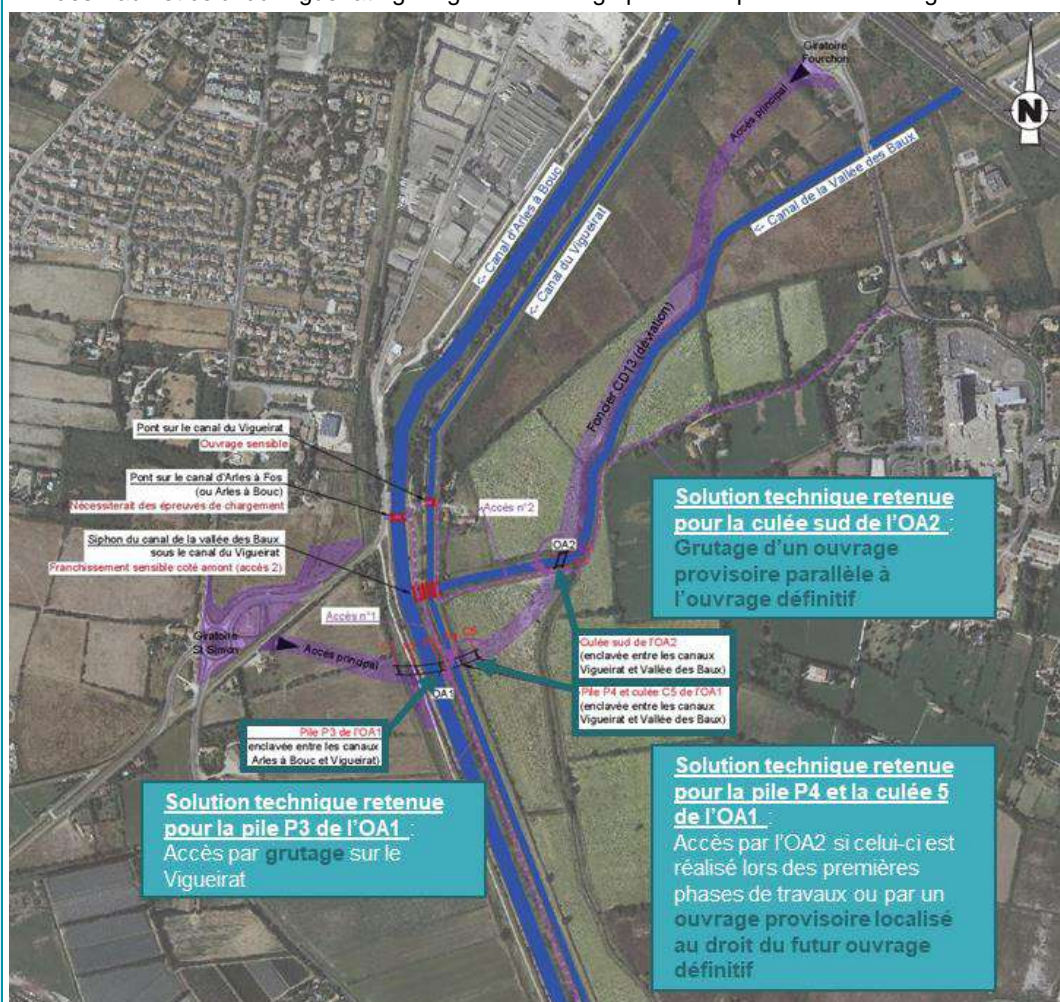 Giratoire
Fourchon
Accès principal
N
<- Canal d'Arles à Bouc
<- Canal du Vigueirat
<- Canal de la Vallée des Baux
Foncier CD13 (déviation)
Pont sur le canal du Vigueirat
Ouvrage sensible
Pont sur le canal d'Arles à Fos
(ou Arles à Bouc)
Nécessiterait des épreuves de chargement
Siphon du canal de la vallée des Baux
sous le canal du Vigueirat
Franchissement sensible coté amont (accès 2)
Accès n°2
OA2
Accès n°1
Giratoire
St Simon
Accès principal
OA1
C5
Solution technique retenue
pour la culée sud de l'OA2 :
Grutage d'un ouvrage
provisoire parallèle à
l'ouvrage définitif
Culée sud de l'OA2
(enclavée entre les canaux
Vigueirat et Vallée des Baux)
Pile P4 et culée C5 de l'OA1
(enclavée entre les canaux
Vigueirat et Vallée des Baux)
Pile P3 de l'OA1
(enclavée entre les canaux
Arles à Bouc et Vigueirat)
Solution technique retenue
pour la pile P3 de l'OA1 :
Accès par grutage sur le
Vigueirat
Solution technique retenue
pour la pile P4 et la culée 5
de l'OA1 :
Accès par l'OA2 si celui-ci est
réalisé lors des premières
phases de travaux ou par un
ouvrage provisoire localisé
au droit du futur ouvrage
définitif